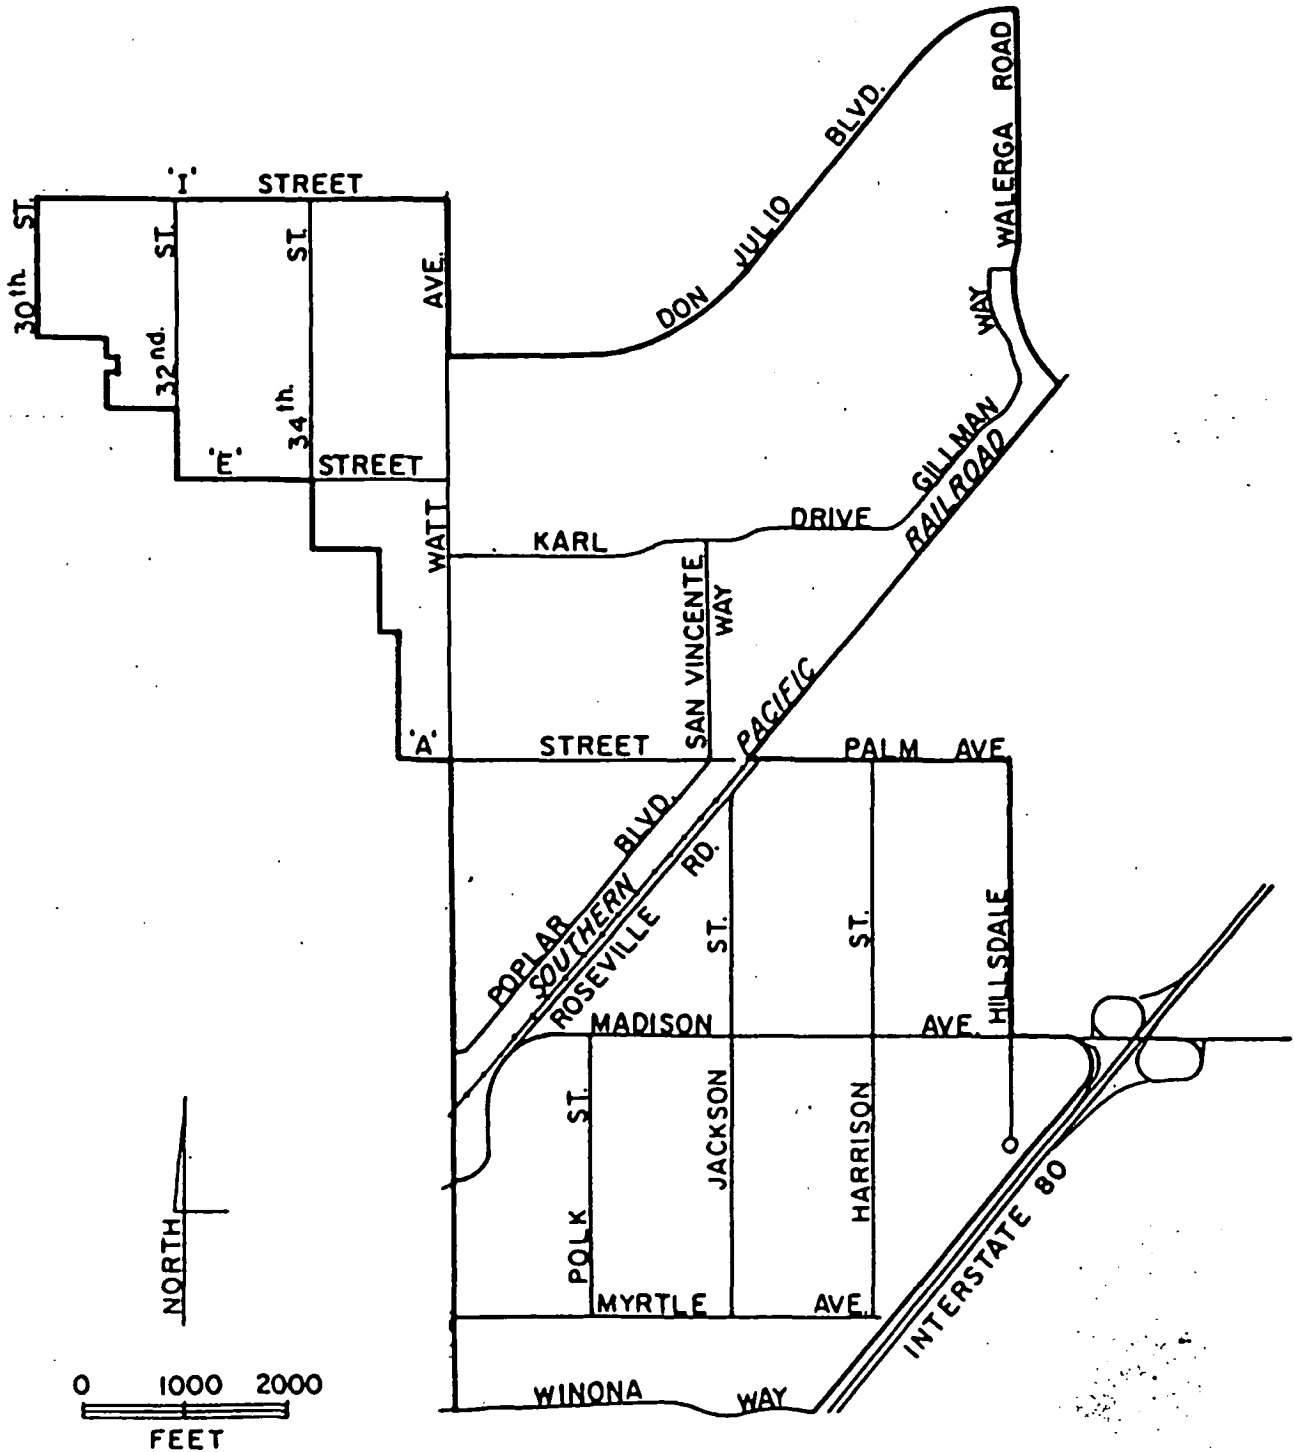 WALERGA ROAD
DON JULIO BLVD.
'I' STREET
30th. ST.
32nd. ST.
34th. ST.
WATT AVE.
GILLMAN WAY
'E' STREET
KARL DRIVE
SAN VINCENTE WAY
SOUTHERN PACIFIC RAILROAD
'A' STREET
PALM AVE.
POPLAR BLVD.
ROSEVILLE RD.
HILLSDALE
MADISON AVE.
POLK ST.
JACKSON ST.
HARRISON ST.
INTERSTATE 80
MYRTLE AVE.
WINONA WAY
NORTH
0 1000 2000
FEET